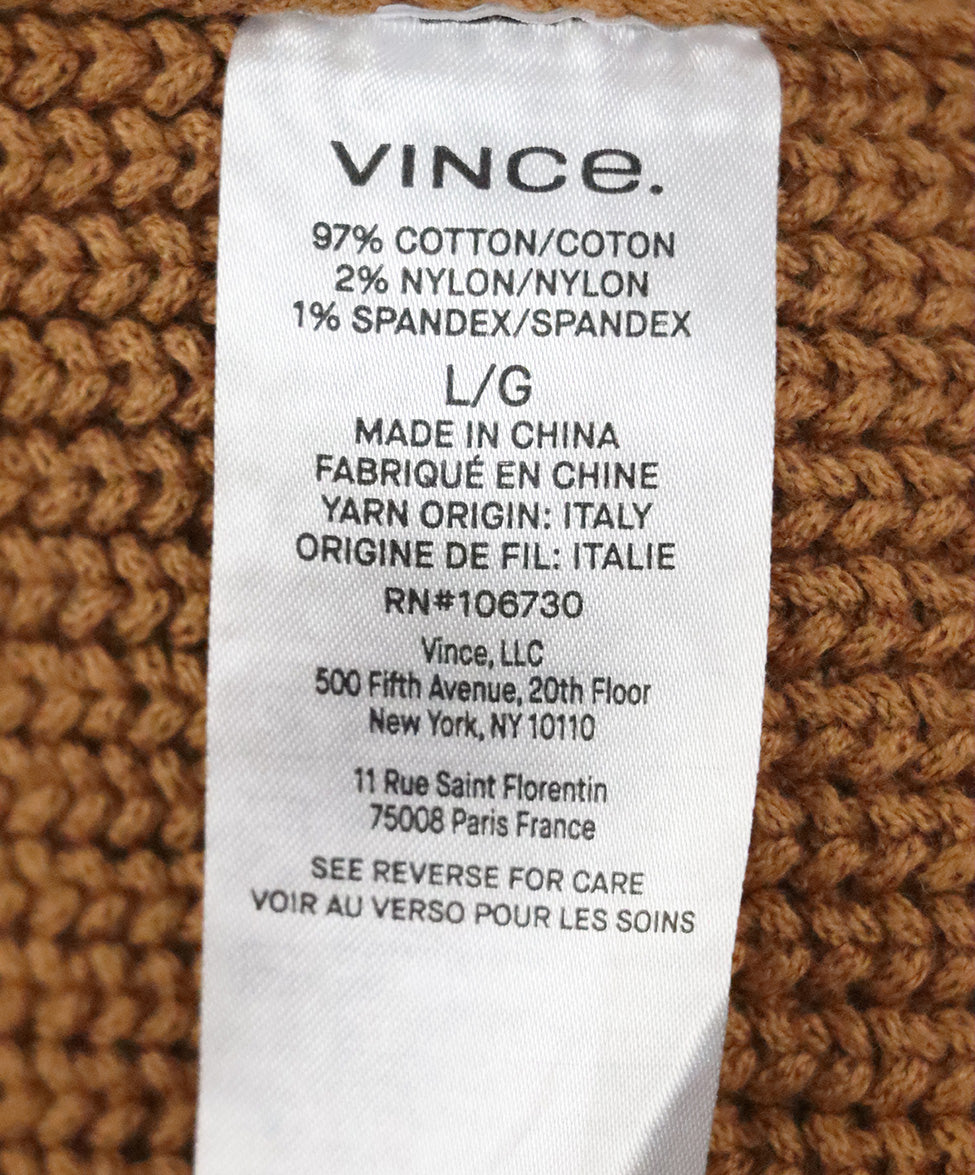 VINCE.
97% COTTON/COTON
2% NYLON/NYLON
1% SPANDEX/SPANDEX
L/G
MADE IN CHINA
FABRIQUÉ EN CHINE
YARN ORIGIN: ITALY
ORIGINE DE FIL: ITALIE
RN#106730
Vince, LLC
500 Fifth Avenue, 20th Floor
New York, NY 10110
11 Rue Saint Florentin
75008 Paris France
SEE REVERSE FOR CARE
VOIR AU VERSO POUR LES SOINS